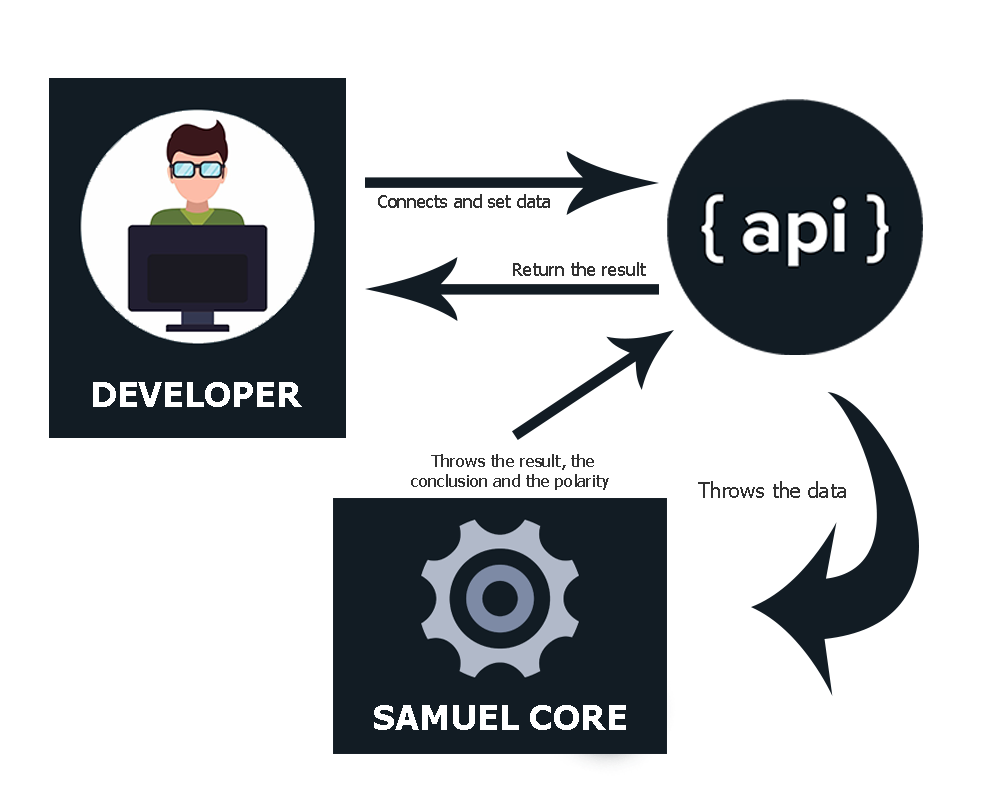 Connects and set data
{ api }
Return the result
DEVELOPER
Throws the result, the
conclusion and the polarity
Throws the data
SAMUEL CORE